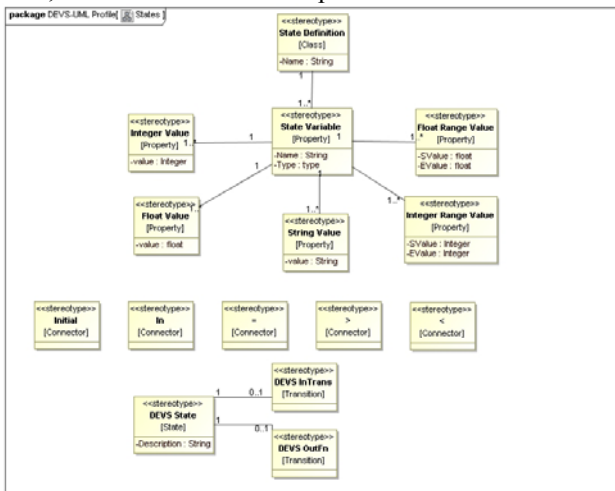 package DEVS-UML Profile[ States ]
<<stereotype>>
State Definition
[Class]
-Name : String
1
1..*
<<stereotype>>
Integer Value
[Property]
-value : Integer
1..*
1
<<stereotype>>
State Variable
[Property]
-Name : String
-Type : type
1
1..*
<<stereotype>>
Float Range Value
[Property]
-SValue : float
-EValue : float
1
1..*
<<stereotype>>
Float Value
[Property]
-value : float
1
1..*
<<stereotype>>
String Value
[Property]
-value : String
1..*
<<stereotype>>
Integer Range Value
[Property]
-SValue : Integer
-EValue : Integer
<<stereotype>>
Initial
[Connector]
<<stereotype>>
In
[Connector]
<<stereotype>>
=
[Connector]
<<stereotype>>
>
[Connector]
<<stereotype>>
<
[Connector]
<<stereotype>>
DEVS State
[State]
-Description : String
1
0..1
<<stereotype>>
DEVS InTrans
[Transition]
1
0..1
<<stereotype>>
DEVS OutFn
[Transition]